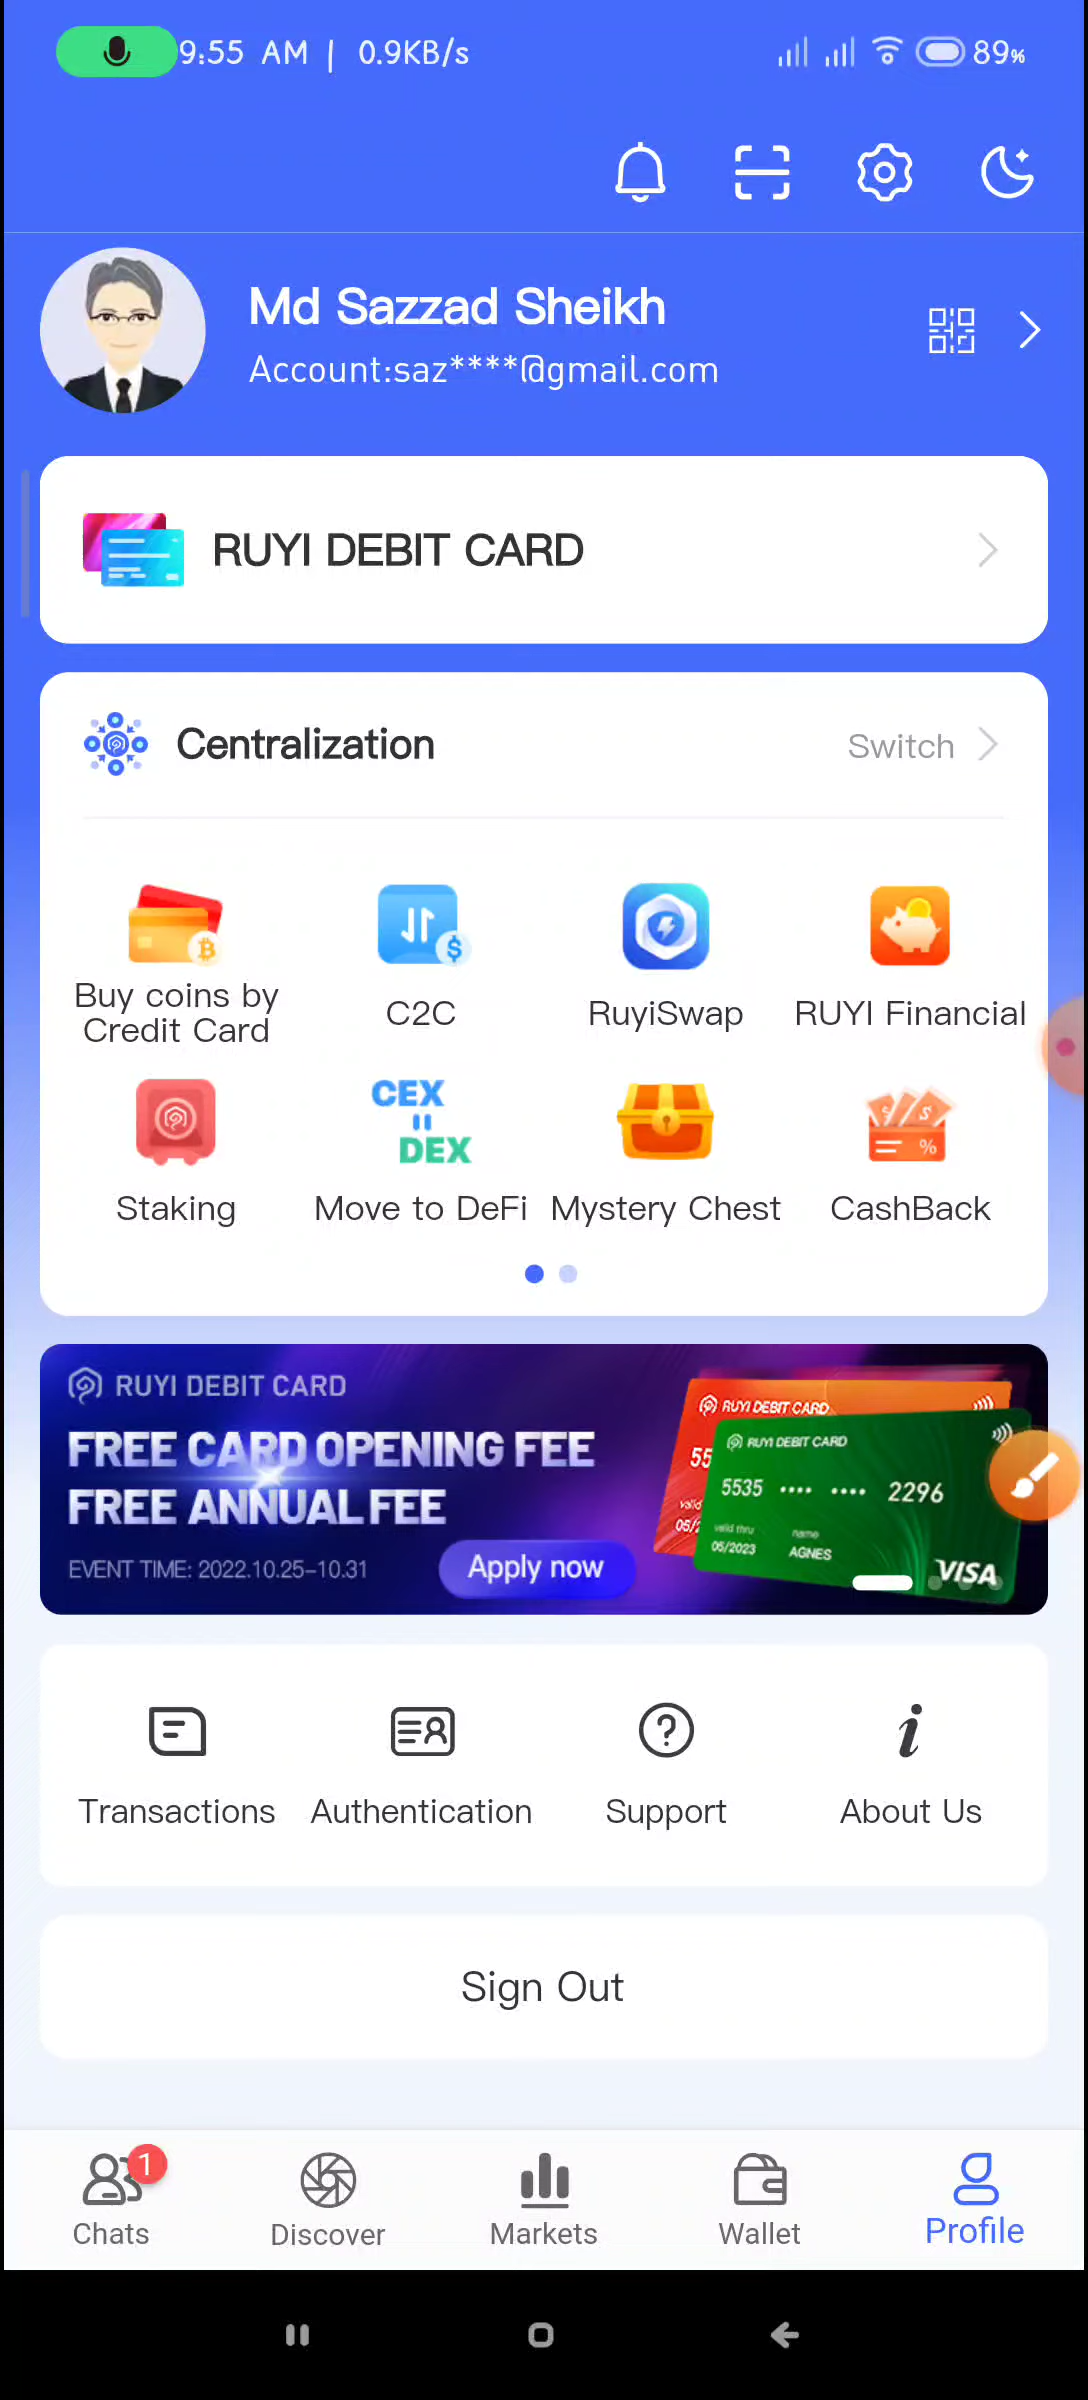 9:55 AM | 0.9KB/s
89%
Md Sazzad Sheikh
Account:saz****@gmail.com
RUYI DEBIT CARD
Centralization
Switch
Buy coins by
Credit Card
C2C
RuyiSwap
RUYI Financial
CEX
DEX
Staking
Move to DeFi
Mystery Chest
CashBack
RUYI DEBIT CARD
FREE CARD OPENING FEE
FREE ANNUAL FEE
EVENT TIME: 2022.10.25-10.31
Apply now
RUYI DEBIT CARD
55
valid
05/2
RUYI DEBIT CARD
5535 •••• •••• 2296
valid thru
name
05/2023
AGNES
VISA
Transactions
Authentication
Support
About Us
Sign Out
1
Chats
Discover
Markets
Wallet
Profile